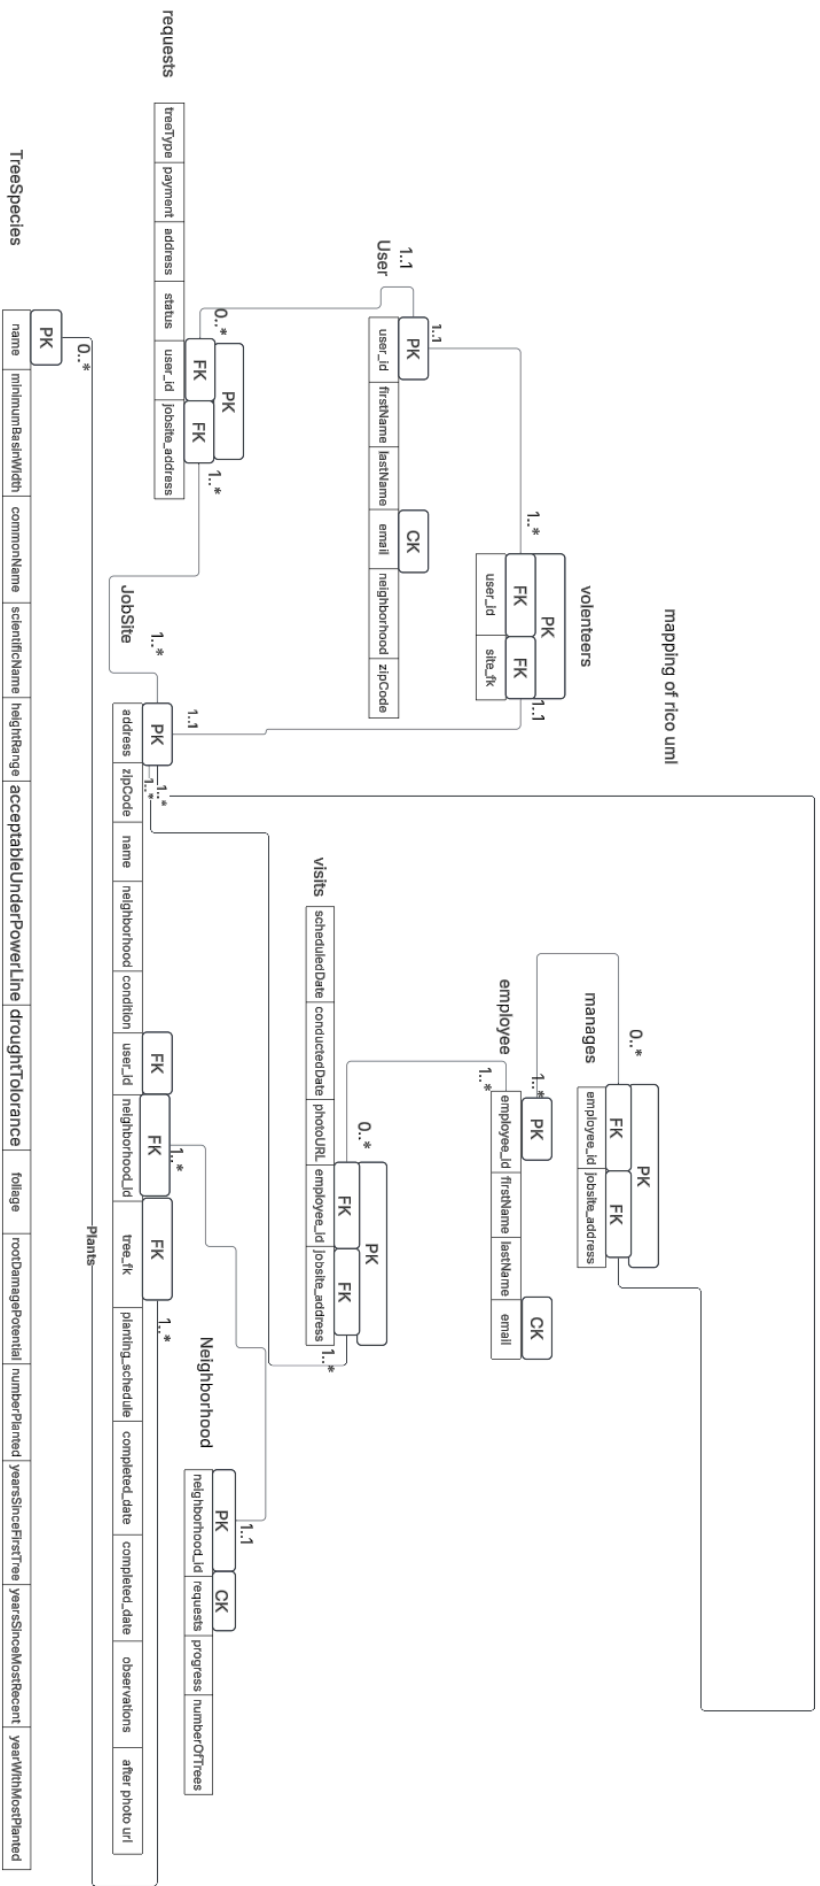 mapping of rico uml
volenteers
PK
FK FK
user_id site_fk
1..*
1..1
1..1
1..1
User
PK CK
user_id firstName lastName email neighborhood zipCode
requests
0..*
PK
FK FK
1..*
treeType payment address status user_id jobsite_address
manages
0..*
PK
FK FK
employee_id jobsite_address
employee
1..*
1..*
PK CK
employee_id firstName lastName email
visits
0..*
PK
FK FK
1..*
scheduledDate conductedDate photoURL employee_id jobsite_address
Neighborhood
1..1
PK CK
neighborhood_id requests progress numberOfTrees
JobSite
1..*
1..1
1..*
1..*
1..*
1..*
PK FK FK FK
address zipCode name neighborhood condition user_id neighborhood_id tree_fk planting_schedule completed_date completed_date observations after photo url
Plants
TreeSpecies
0..*
PK
name minimumBasinWidth commonName scientificName heightRange acceptableUnderPowerLine droughtTolorance foliage rootDamagePotential numberPlanted yearsSinceFirstTree yearsSinceMostRecent yearWithMostPlanted